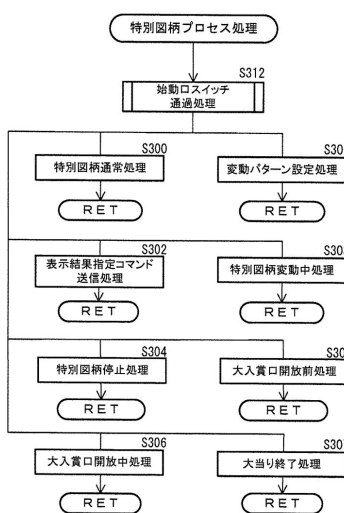 特別図柄プロセス処理
S312
始動口スイッチ
通過処理
S300
特別図柄通常処理
変動パターン設定処理
RET
RET
S302
表示結果指定コマンド
送信処理
特別図柄変動中処理
RET
RET
S304
特別図柄停止処理
大入賞口開放前処理
RET
RET
S306
大入賞口開放中処理
大当り終了処理
RET
RET